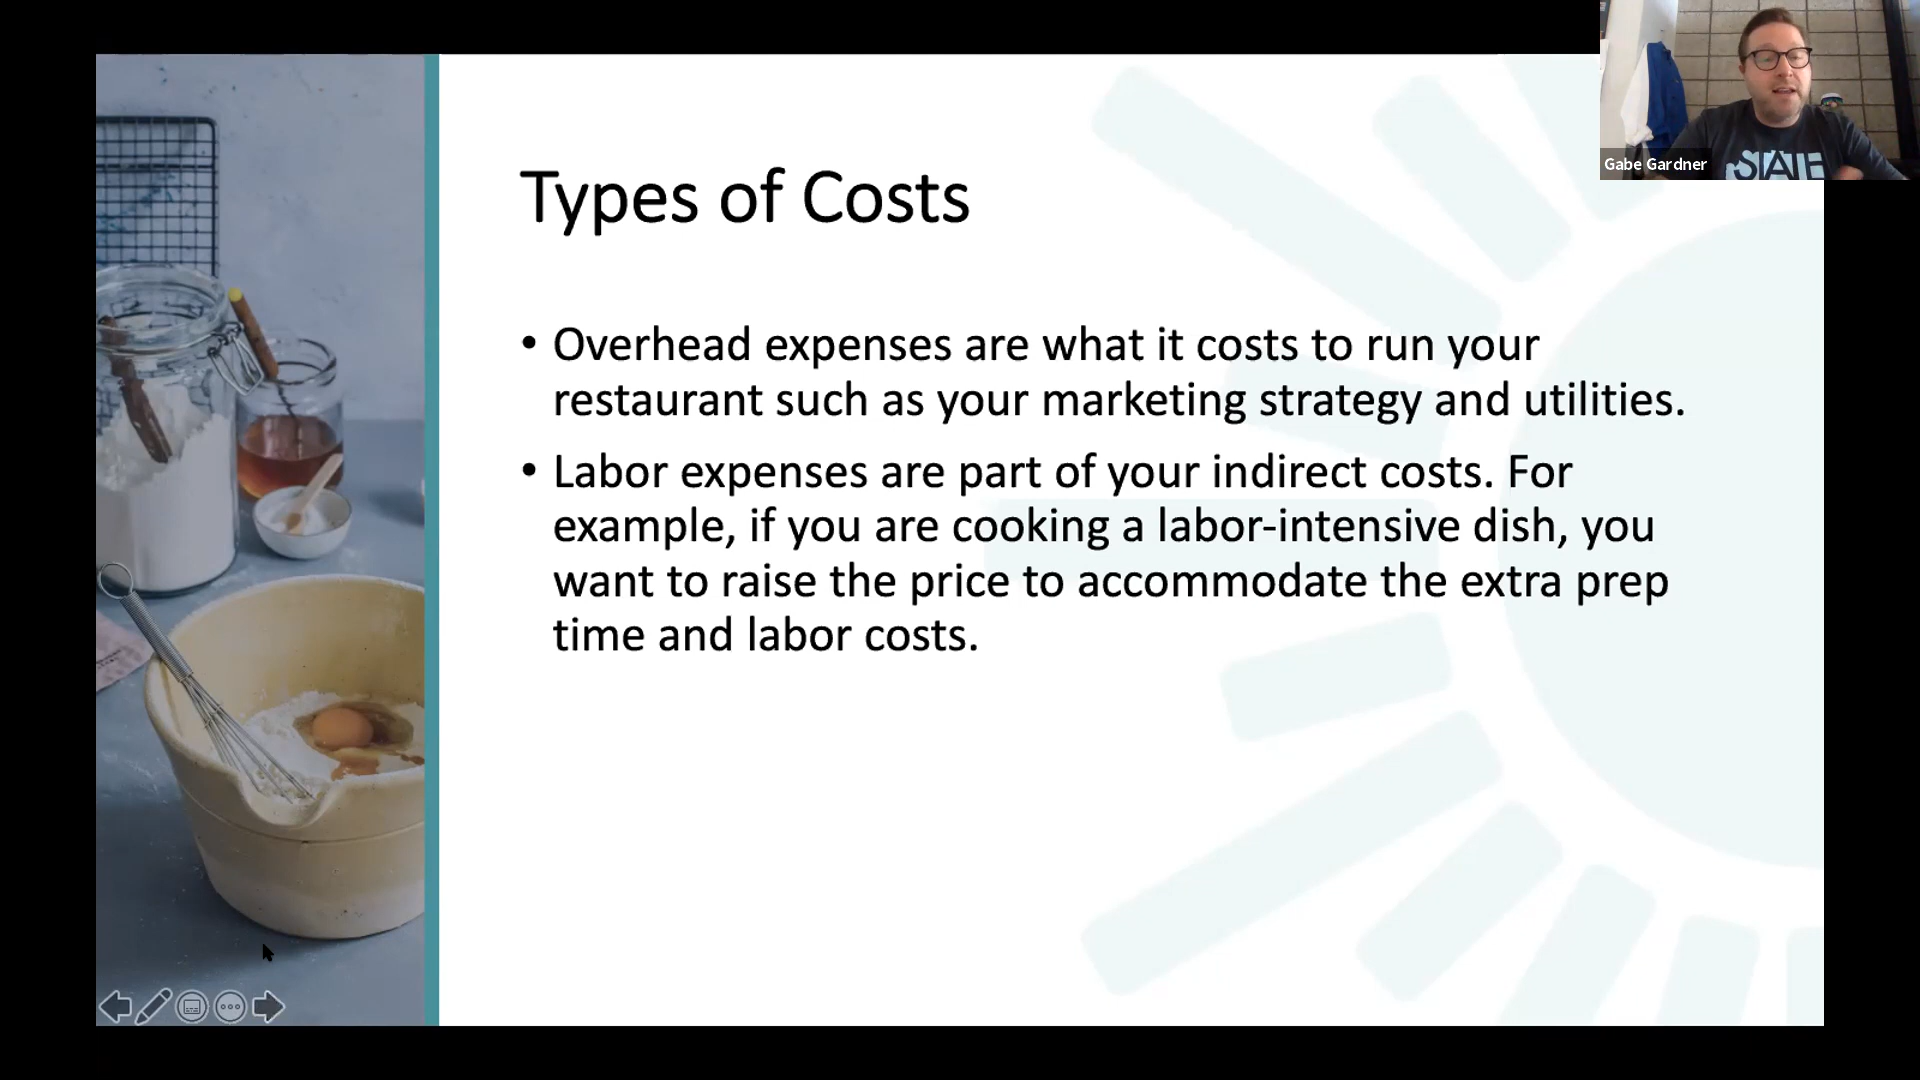 Types of Costs
• Overhead expenses are what it costs to run your
restaurant such as your marketing strategy and utilities.
• Labor expenses are part of your indirect costs. For
example, if you are cooking a labor-intensive dish, you
want to raise the price to accommodate the extra prep
time and labor costs.
STATE
Gabe Gardner